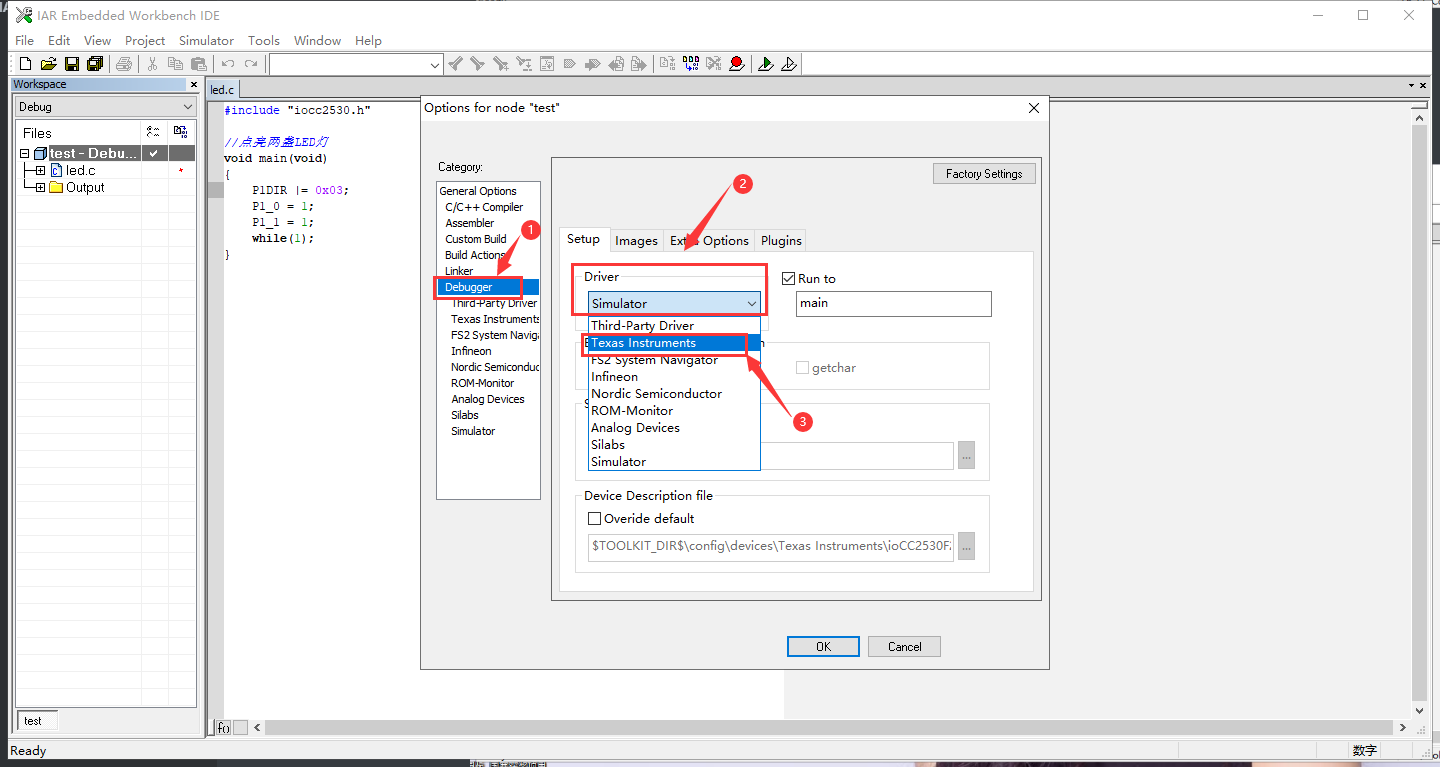 IAR Embedded Workbench IDE
File Edit View Project Simulator Tools Window Help
Workspace
Debug
Files
test - Debu...
led.c
Output
test
led.c
#include "iocc2530.h"
//点亮两盏LED灯
void main(void)
{
P1DIR |= 0x03;
P1_0 = 1;
P1_1 = 1;
while(1);
}
f()
Options for node "test"
Category:
General Options
C/C++ Compiler
Assembler
Custom Build
Build Actions
Linker
Debugger
Third-Party Driver
Texas Instruments
FS2 System Naviga
Infineon
Nordic Semiconduc
ROM-Monitor
Analog Devices
Silabs
Simulator
1
2
3
Factory Settings
Setup Images Extra Options Plugins
Driver
Simulator
Third-Party Driver
Texas Instruments
FS2 System Navigator
Infineon
Nordic Semiconductor
ROM-Monitor
Analog Devices
Silabs
Simulator
Run to
main
getchar
...
Device Description file
Overide default
$TOOLKIT_DIR$\config\devices\Texas Instruments\ioCC2530F
...
OK Cancel
Ready
数字